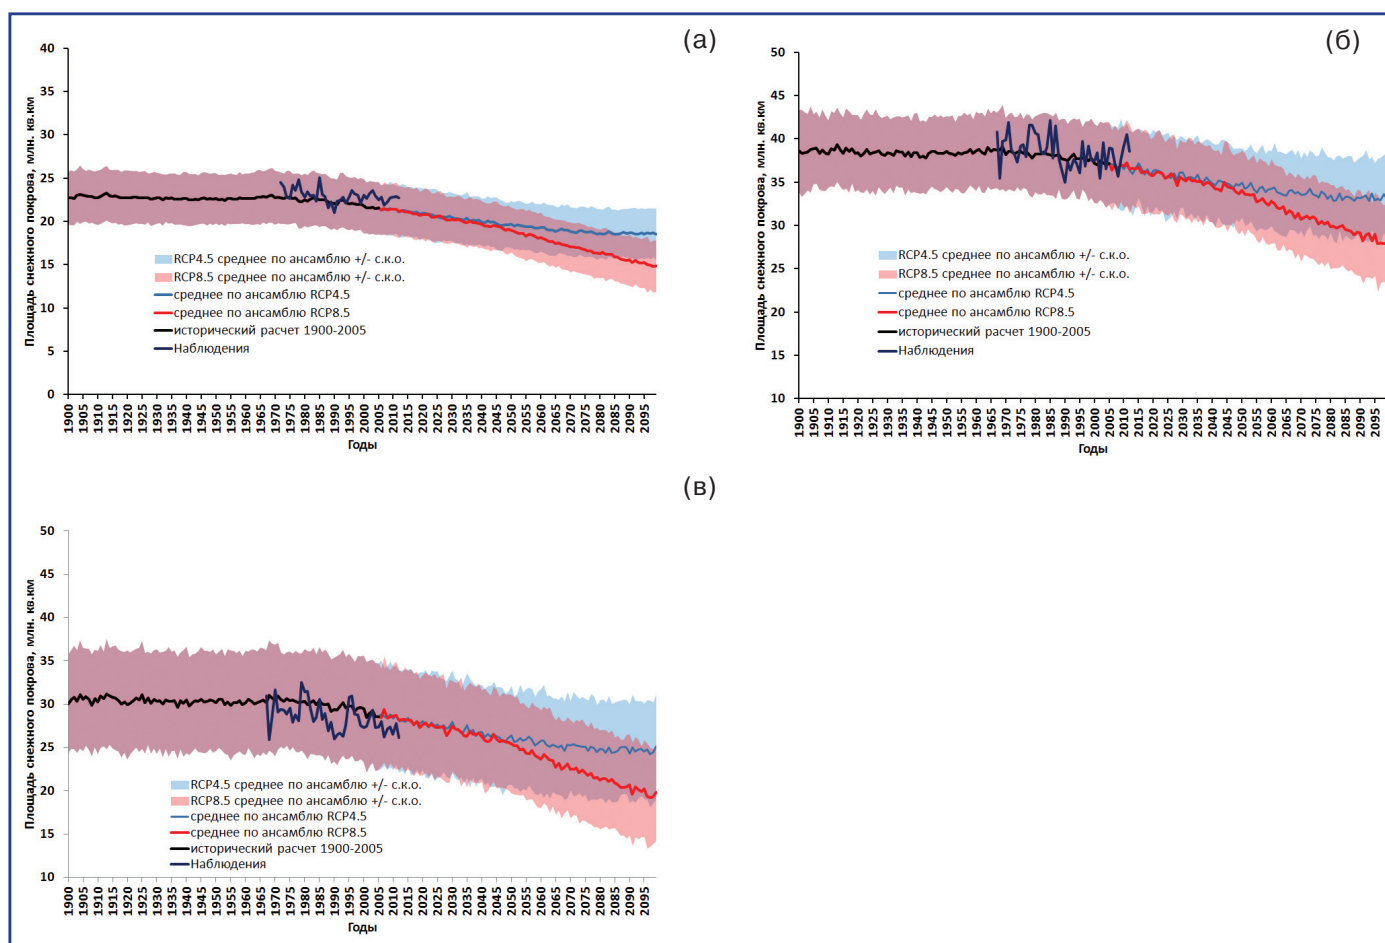 (а)
Площадь снежного покрова, млн. кв.км
40
35
30
25
20
15
10
5
0
RCP4.5 среднее по ансамблю +/- с.к.о.
RCP8.5 среднее по ансамблю +/- с.к.о.
среднее по ансамблю RCP4.5
среднее по ансамблю RCP8.5
исторический расчет 1900-2005
Наблюдения
1900 1905 1910 1915 1920 1925 1930 1935 1940 1945 1950 1955 1960 1965 1970 1975 1980 1985 1990 1995 2000 2005 2010 2015 2020 2025 2030 2035 2040 2045 2050 2055 2060 2065 2070 2075 2080 2085 2090 2095
Годы
(б)
Площадь снежного покрова, млн. кв.км
50
45
40
35
30
25
20
15
10
RCP4.5 среднее по ансамблю +/- с.к.о.
RCP8.5 среднее по ансамблю +/- с.к.о.
среднее по ансамблю RCP4.5
среднее по ансамблю RCP8.5
исторический расчет 1900-2005
Наблюдения
1900 1905 1910 1915 1920 1925 1930 1935 1940 1945 1950 1955 1960 1965 1970 1975 1980 1985 1990 1995 2000 2005 2010 2015 2020 2025 2030 2035 2040 2045 2050 2055 2060 2065 2070 2075 2080 2085 2090 2095
Годы
(в)
Площадь снежного покрова, млн. кв.км
50
45
40
35
30
25
20
15
10
RCP4.5 среднее по ансамблю +/- с.к.о.
RCP8.5 среднее по ансамблю +/- с.к.о.
среднее по ансамблю RCP4.5
среднее по ансамблю RCP8.5
исторический расчет 1900-2005
Наблюдения
1900 1905 1910 1915 1920 1925 1930 1935 1940 1945 1950 1955 1960 1965 1970 1975 1980 1985 1990 1995 2000 2005 2010 2015 2020 2025 2030 2035 2040 2045 2050 2055 2060 2065 2070 2075 2080 2085 2090 2095
Годы